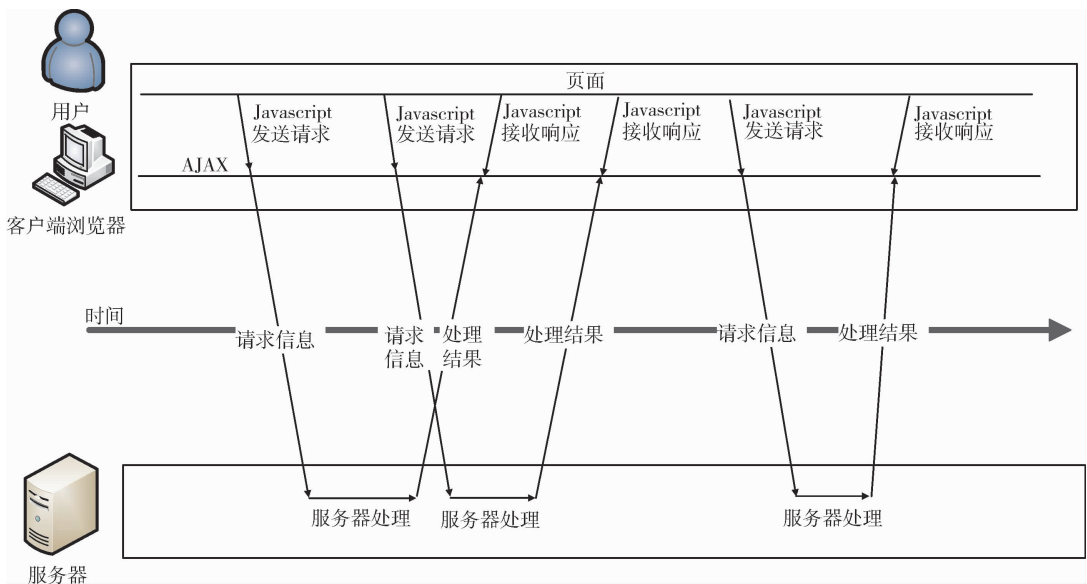 页面
用户
Javascript
发送请求
Javascript
发送请求
Javascript
接收响应
Javascript
接收响应
Javascript
发送请求
Javascript
接收响应
AJAX
客户端浏览器
时间
请求信息
请求
信息
处理
结果
处理结果
请求信息
处理结果
服务器处理
服务器处理
服务器处理
服务器